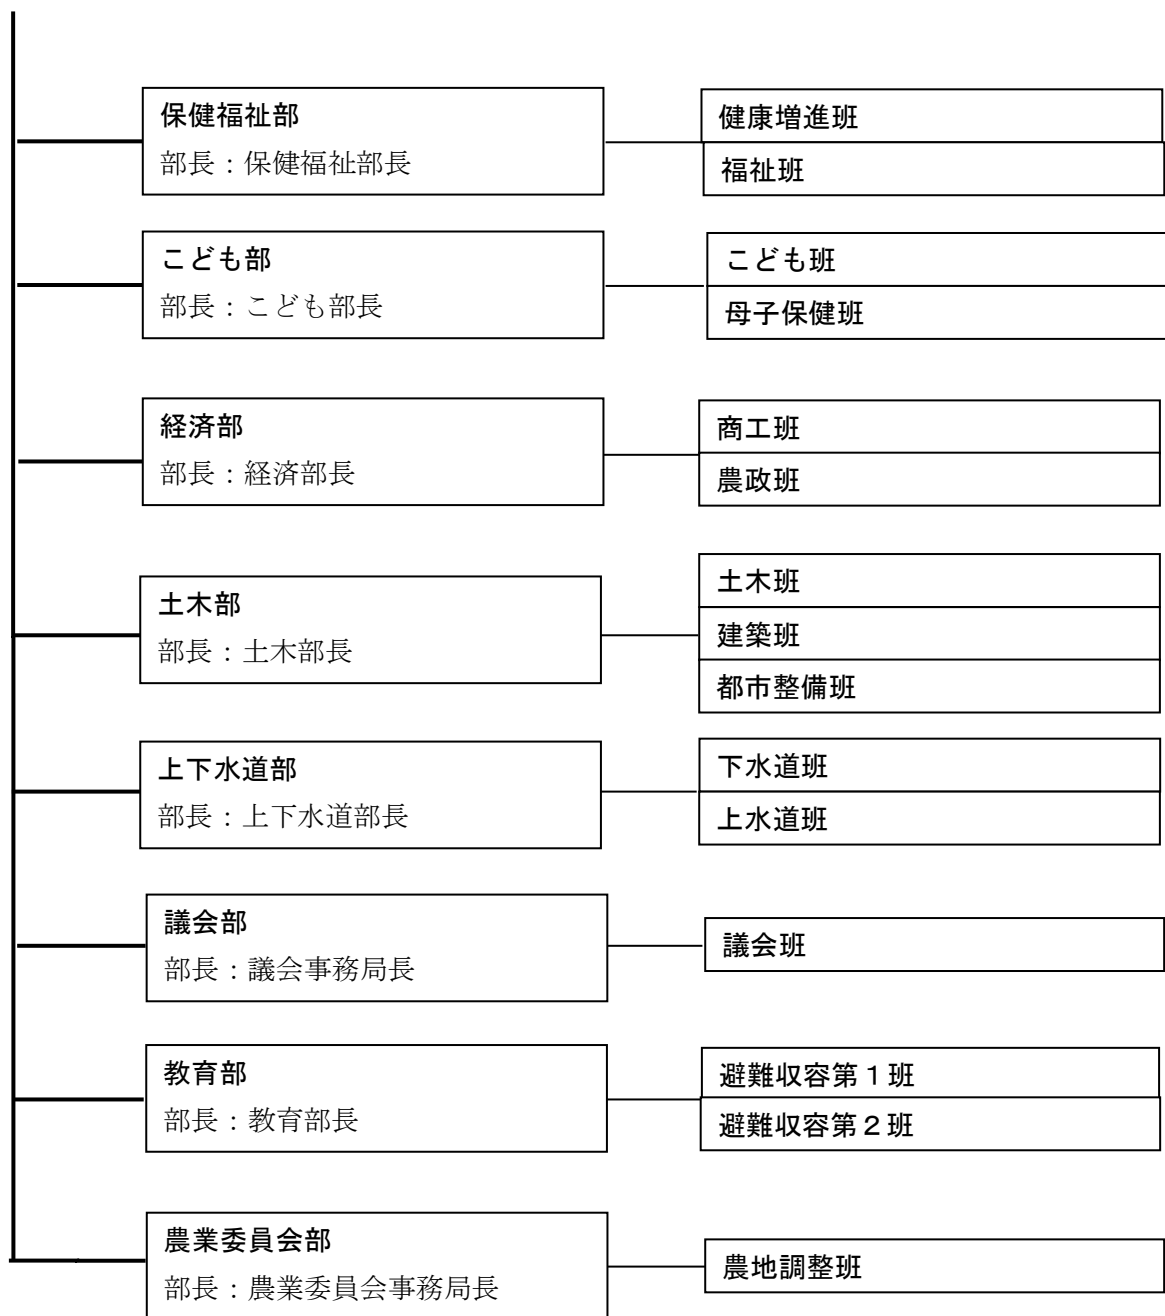 保健福祉部
部長：保健福祉部長
健康増進班
福祉班
こども部
部長：こども部長
こども班
母子保健班
経済部
部長：経済部長
商工班
農政班
土木部
部長：土木部長
土木班
建築班
都市整備班
上下水道部
部長：上下水道部長
下水道班
上水道班
議会部
部長：議会事務局長
議会班
教育部
部長：教育部長
避難収容第１班
避難収容第２班
農業委員会部
部長：農業委員会事務局長
農地調整班